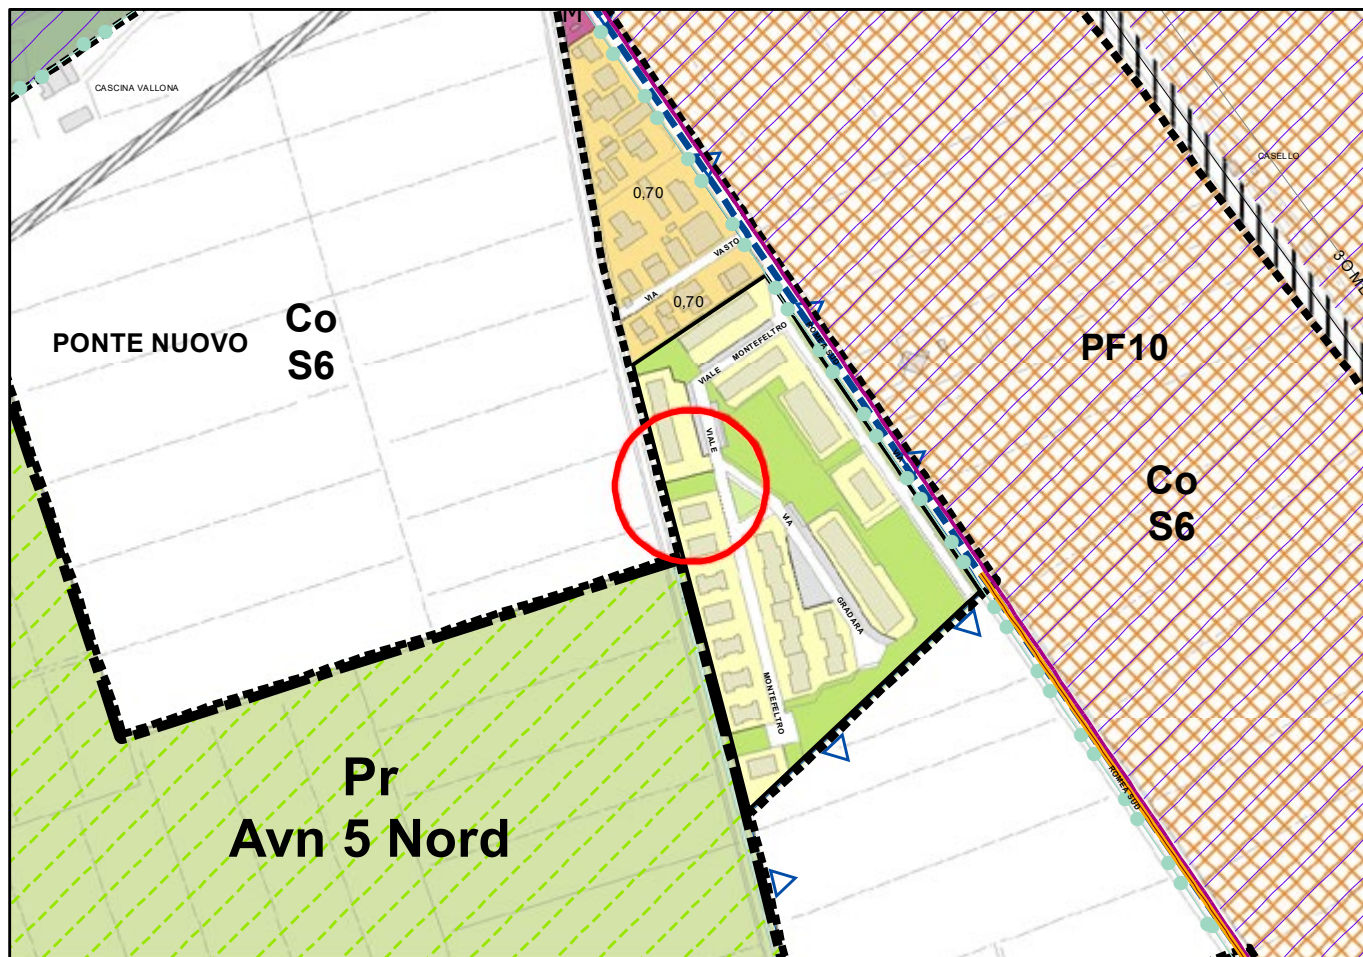 M
CASCINA VALLONA
CASELLO
0,70
VASTO
VIA
0,70
PONTE NUOVO
Co
S6
MONTEFELTRO
VIALE
PF10
VIALE
Co
S6
VIA
GRADARA
MONTEFELTRO
Pr
Avn 5 Nord
ROMEA SUD